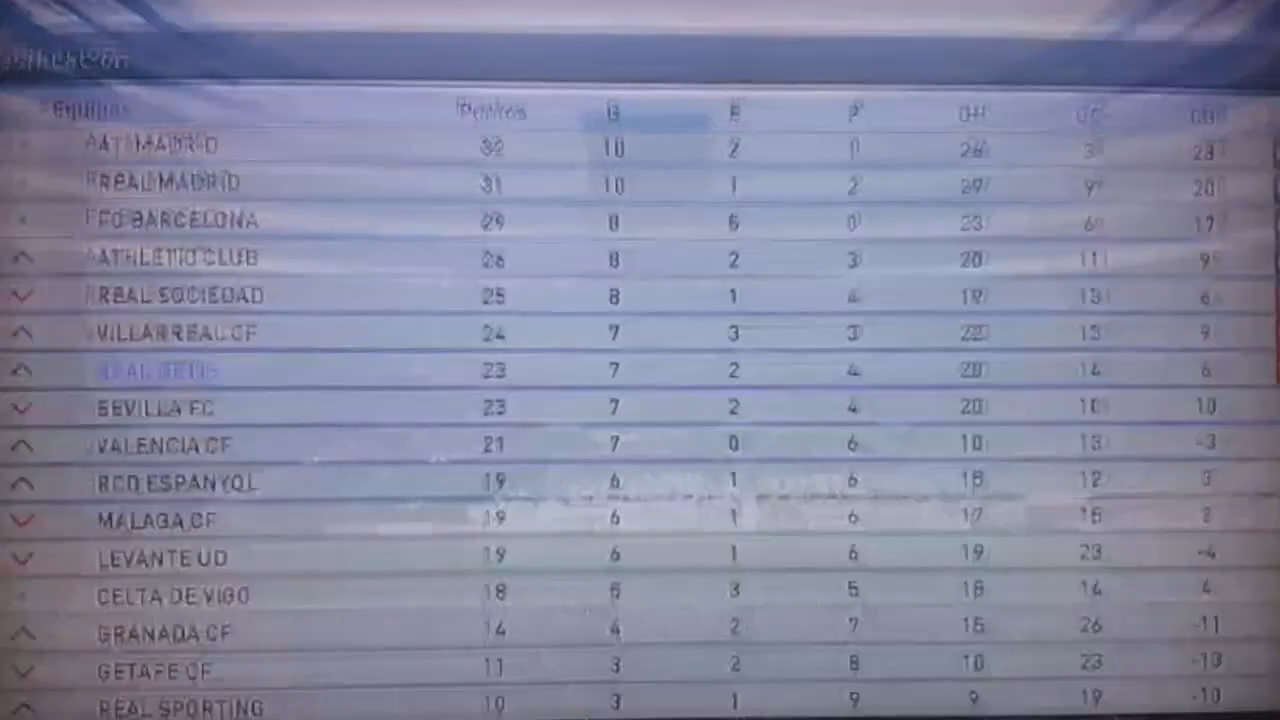 Equipo Puntos G E P GF GC
AT MADRID 32 10 2 0 26 3 23
REAL MADRID 31 10 1 2 29 9 20
FC BARCELONA 29 8 5 0 23 6 17
ATHLETIC CLUB 26 8 2 3 20 11 9
REAL SOCIEDAD 25 8 1 4 19 13 6
VILLARREAL CF 24 7 3 3 22 13 9
REAL BETIS 23 7 2 4 20 14 6
SEVILLA FC 23 7 2 4 20 10 10
VALENCIA CF 21 7 0 6 10 13 -3
RCD ESPANYOL 19 6 1 6 15 12 3
MALAGA CF 19 6 1 6 17 15 2
LEVANTE UD 19 6 1 6 19 23 -4
CELTA DE VIGO 18 5 3 5 18 14 4
GRANADA CF 14 4 2 7 15 26 -11
GETAFE CF 11 3 2 8 10 23 -13
REAL SPORTING 10 3 1 9 9 19 -10